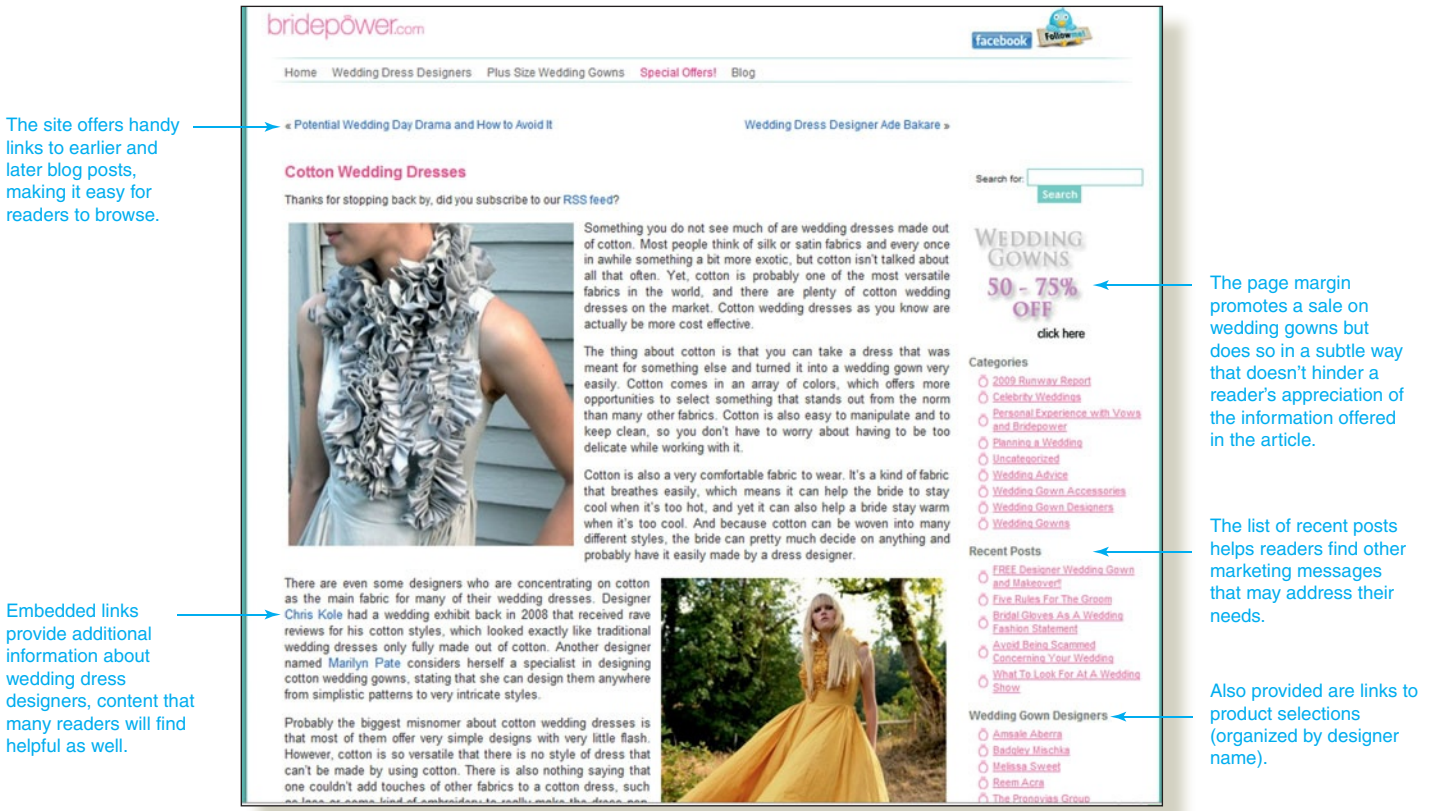 bridepower.com
facebook
Follow me!
Home Wedding Dress Designers Plus Size Wedding Gowns Special Offers! Blog
The site offers handy
links to earlier and
later blog posts,
making it easy for
readers to browse.
« Potential Wedding Day Drama and How to Avoid It
Wedding Dress Designer Ade Bakare »
Cotton Wedding Dresses
Thanks for stopping back by, did you subscribe to our RSS feed?
Something you do not see much of are wedding dresses made out
of cotton. Most people think of silk or satin fabrics and every once
in awhile something a bit more exotic, but cotton isn't talked about
all that often. Yet, cotton is probably one of the most versatile
fabrics in the world, and there are plenty of cotton wedding
dresses on the market. Cotton wedding dresses as you know are
actually be more cost effective.
The thing about cotton is that you can take a dress that was
meant for something else and turned it into a wedding gown very
easily. Cotton comes in an array of colors, which offers more
opportunities to select something that stands out from the norm
than many other fabrics. Cotton is also easy to manipulate and to
keep clean, so you don't have to worry about having to be too
delicate while working with it.
Cotton is also a very comfortable fabric to wear. It's a kind of fabric
that breathes easily, which means it can help the bride to stay
cool when it's too hot, and yet it can also help a bride stay warm
when it's too cool. And because cotton can be woven into many
different styles, the bride can pretty much decide on anything and
probably have it easily made by a dress designer.
There are even some designers who are concentrating on cotton
as the main fabric for many of their wedding dresses. Designer
Chris Kole had a wedding exhibit back in 2008 that received rave
reviews for his cotton styles, which looked exactly like traditional
wedding dresses only fully made out of cotton. Another designer
named Marilyn Pate considers herself a specialist in designing
cotton wedding gowns, stating that she can design them anywhere
from simplistic patterns to very intricate styles.
Probably the biggest misnomer about cotton wedding dresses is
that most of them offer very simple designs with very little flash.
However, cotton is so versatile that there is no style of dress that
can't be made by using cotton. There is also nothing saying that
one couldn't add touches of other fabrics to a cotton dress, such
as lace or some kind of embroidery to really make the dress pop.
Embedded links
provide additional
information about
wedding dress
designers, content that
many readers will find
helpful as well.
Search for:
Search
WEDDING
GOWNS
50 - 75%
OFF
click here
Categories
2009 Runway Report
Celebrity Weddings
Personal Experience with Vows
and Bridepower
Planning a Wedding
Uncategorized
Wedding Advice
Wedding Gown Accessories
Wedding Gown Designers
Wedding Gowns
Recent Posts
FREE Designer Wedding Gown
and Makeover!!
Five Rules For The Groom
Bridal Gloves As A Wedding
Fashion Statement
Avoid Being Scammed
Concerning Your Wedding
What To Look For At A Wedding
Show
Wedding Gown Designers
Amsale Aberra
Badgley Mischka
Melissa Sweet
Reem Acra
The Pronovias Group
The page margin
promotes a sale on
wedding gowns but
does so in a subtle way
that doesn't hinder a
reader's appreciation of
the information offered
in the article.
The list of recent posts
helps readers find other
marketing messages
that may address their
needs.
Also provided are links to
product selections
(organized by designer
name).